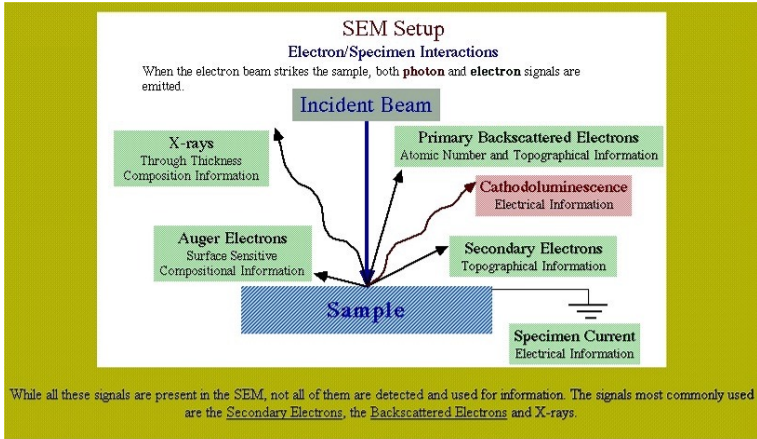 SEM Setup
Electron/Specimen Interactions
When the electron beam strikes the sample, both photon and electron signals are
emitted.
Incident Beam
X-rays
Through Thickness
Composition Information
Primary Backscattered Electrons
Atomic Number and Topographical Information
Cathodoluminescence
Electrical Information
Auger Electrons
Surface Sensitive
Compositional Information
Secondary Electrons
Topographical Information
Sample
Specimen Current
Electrical Information
While all these signals are present in the SEM, not all of them are detected and used for information. The signals most commonly used
are the Secondary Electrons, the Backscattered Electrons and X-rays.